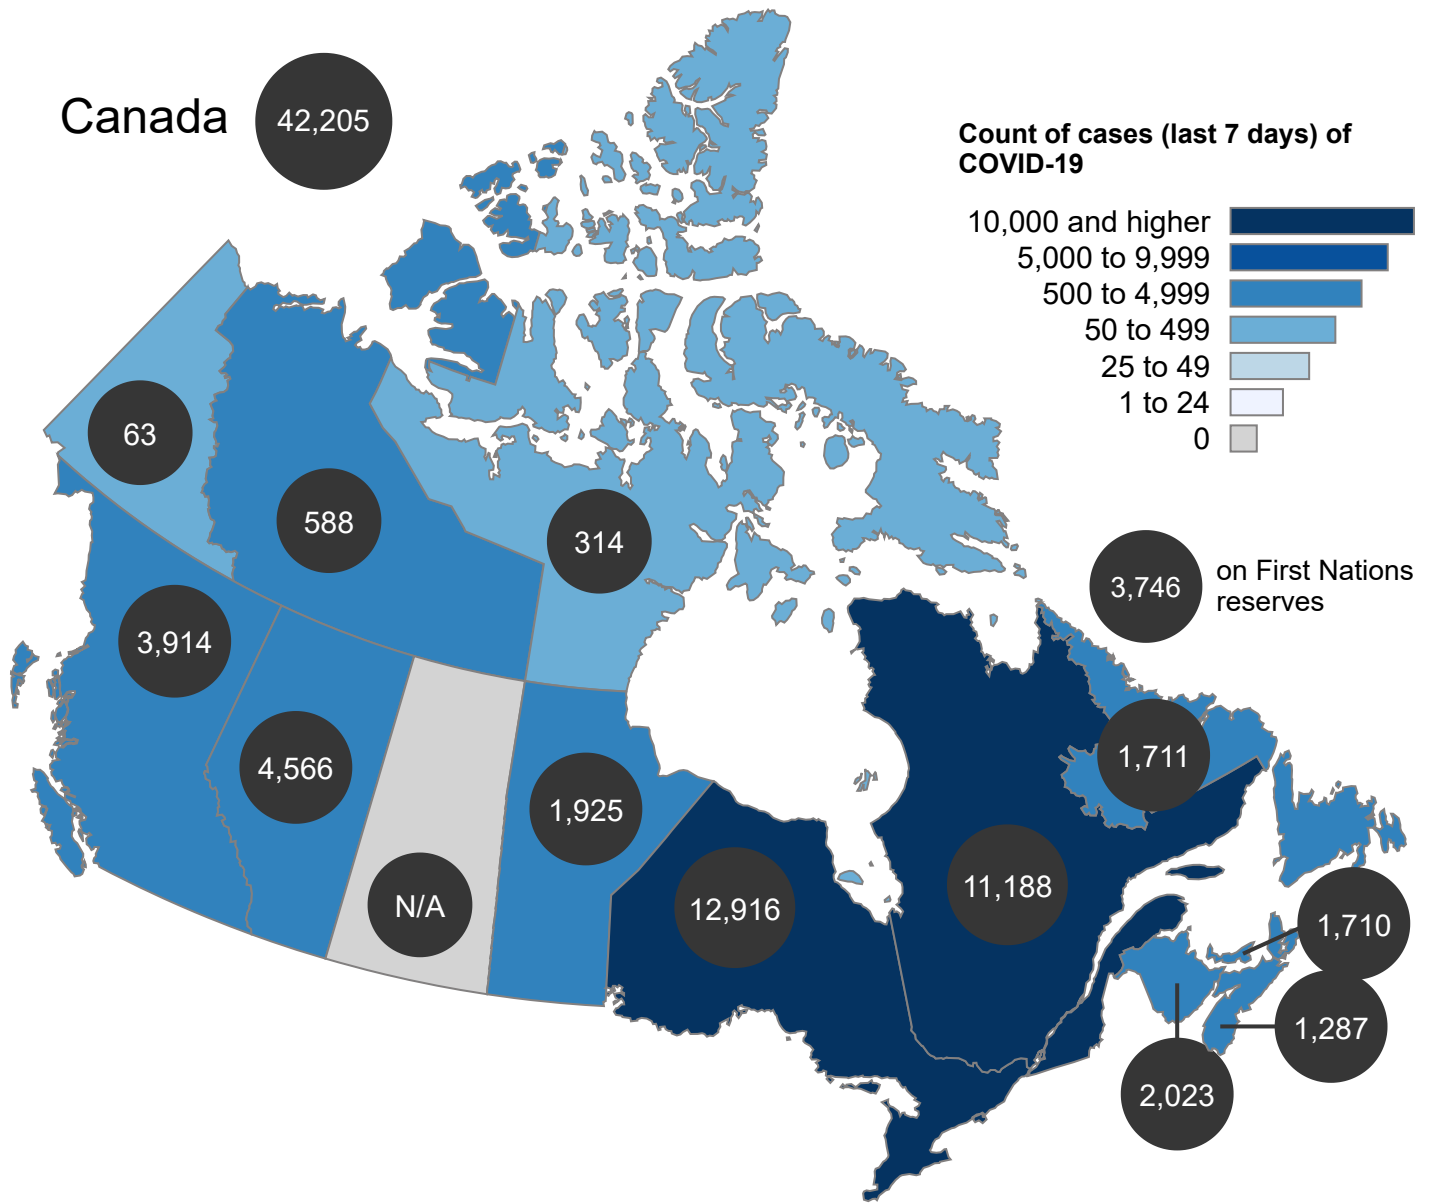 Canada
42,205
Count of cases (last 7 days) of
COVID-19
10,000 and higher
5,000 to 9,999
500 to 4,999
50 to 499
25 to 49
1 to 24
0
63
588
314
3,746
on First Nations
reserves
3,914
4,566
N/A
1,925
12,916
11,188
1,711
1,710
1,287
2,023